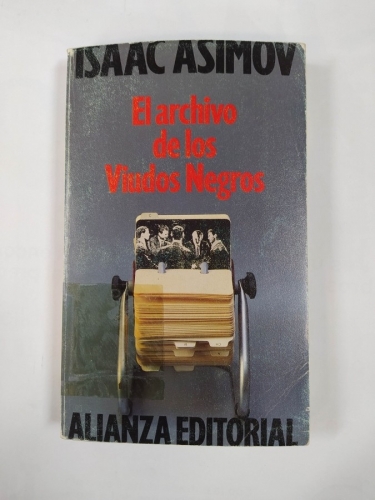 ISAAC ASIMOV
El archivo
de los
Viudos Negros
ALIANZA EDITORIAL